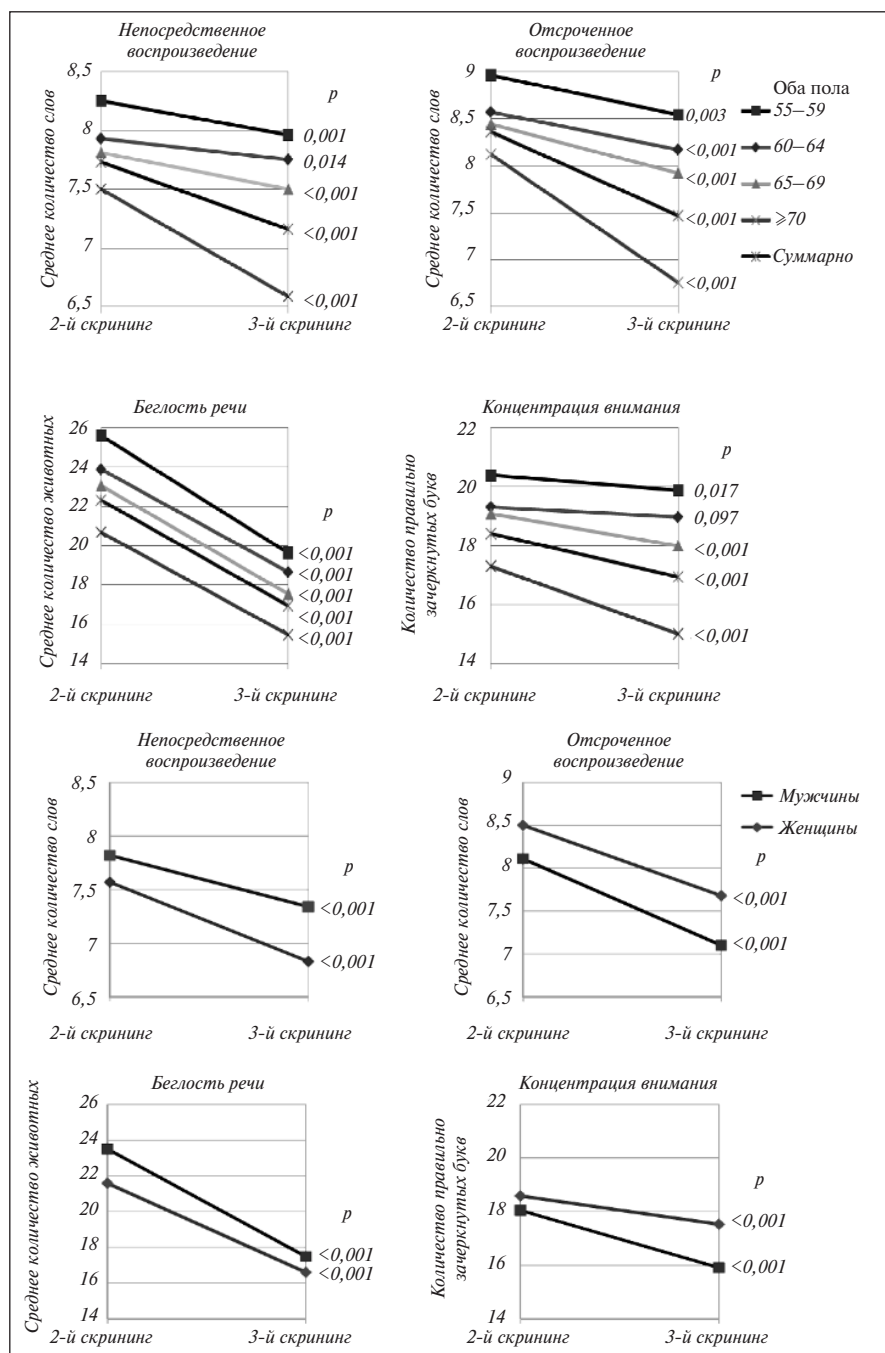 Непосредственное
воспроизведение
Среднее количество слов
8,5
8
7,5
7
6,5
p
0,001
0,014
<0,001
<0,001
<0,001
2-й скрининг
3-й скрининг
Отсроченное
воспроизведение
Среднее количество слов
9
8,5
8
7,5
7
6,5
p
0,003
<0,001
<0,001
<0,001
<0,001
2-й скрининг
3-й скрининг
Оба пола
55–59
60–64
65–69
⩾70
Суммарно
Беглость речи
Среднее количество животных
26
24
22
20
18
16
14
p
<0,001
<0,001
<0,001
<0,001
<0,001
2-й скрининг
3-й скрининг
Концентрация внимания
Количество правильно
зачеркнутых букв
22
20
18
16
14
p
0,017
0,097
<0,001
<0,001
<0,001
2-й скрининг
3-й скрининг
Непосредственное
воспроизведение
Среднее количество слов
8,5
8
7,5
7
6,5
p
<0,001
<0,001
2-й скрининг
3-й скрининг
Отсроченное
воспроизведение
Среднее количество слов
9
8,5
8
7,5
7
6,5
Мужчины
Женщины
p
<0,001
<0,001
2-й скрининг
3-й скрининг
Беглость речи
Среднее количество животных
26
24
22
20
18
16
14
p
<0,001
<0,001
2-й скрининг
3-й скрининг
Концентрация внимания
Количество правильно
зачеркнутых букв
22
20
18
16
14
p
<0,001
<0,001
2-й скрининг
3-й скрининг